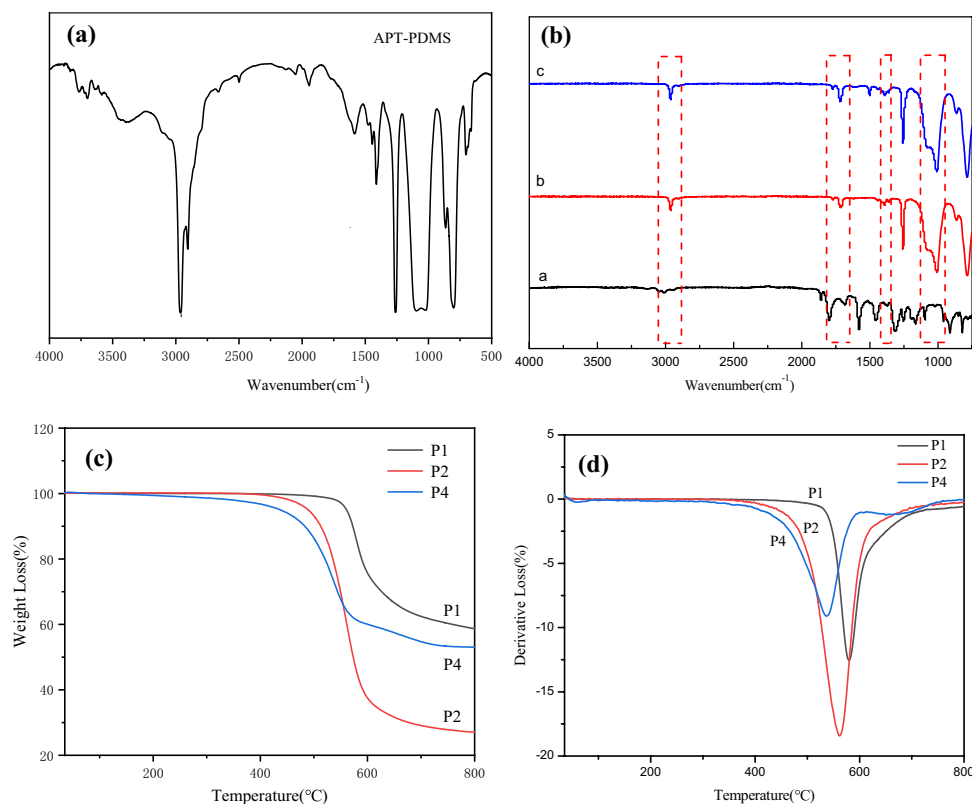 (a)
APT-PDMS
4000 3500 3000 2500 2000 1500 1000 500
Wavenumber(cm⁻¹)
(b)
c
b
a
4000 3500 3000 2500 2000 1500 1000
Wavenumber(cm⁻¹)
(c)
P1
P2
P4
120
100
80
60
40
20
Weight Loss(%)
P1
P4
P2
200 400 600 800
Temperature(°C)
(d)
P1
P2
P4
5
0
-5
-10
-15
-20
Derivative Loss(%)
P1
P2
P4
200 400 600 800
Temperature(°C)